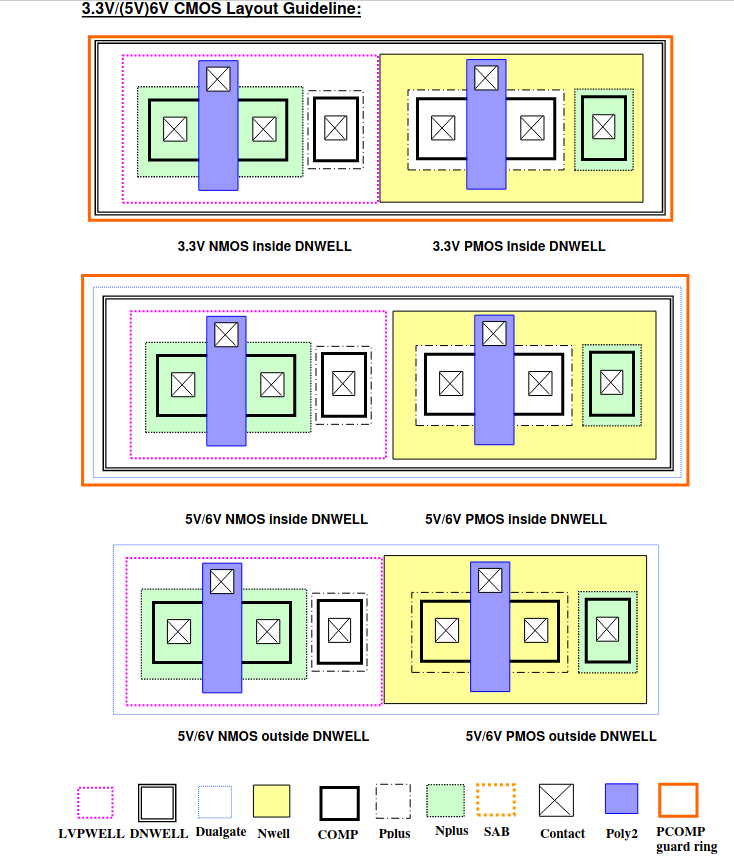 3.3V/(5V)6V CMOS Layout Guideline:
3.3V NMOS inside DNWELL 3.3V PMOS Inside DNWELL
5V/6V NMOS inside DNWELL 5V/6V PMOS inside DNWELL
5V/6V NMOS outside DNWELL 5V/6V PMOS outside DNWELL
LVPWELL DNWELL Dualgate Nwell COMP Pplus Nplus SAB Contact Poly2 PCOMP
guard ring